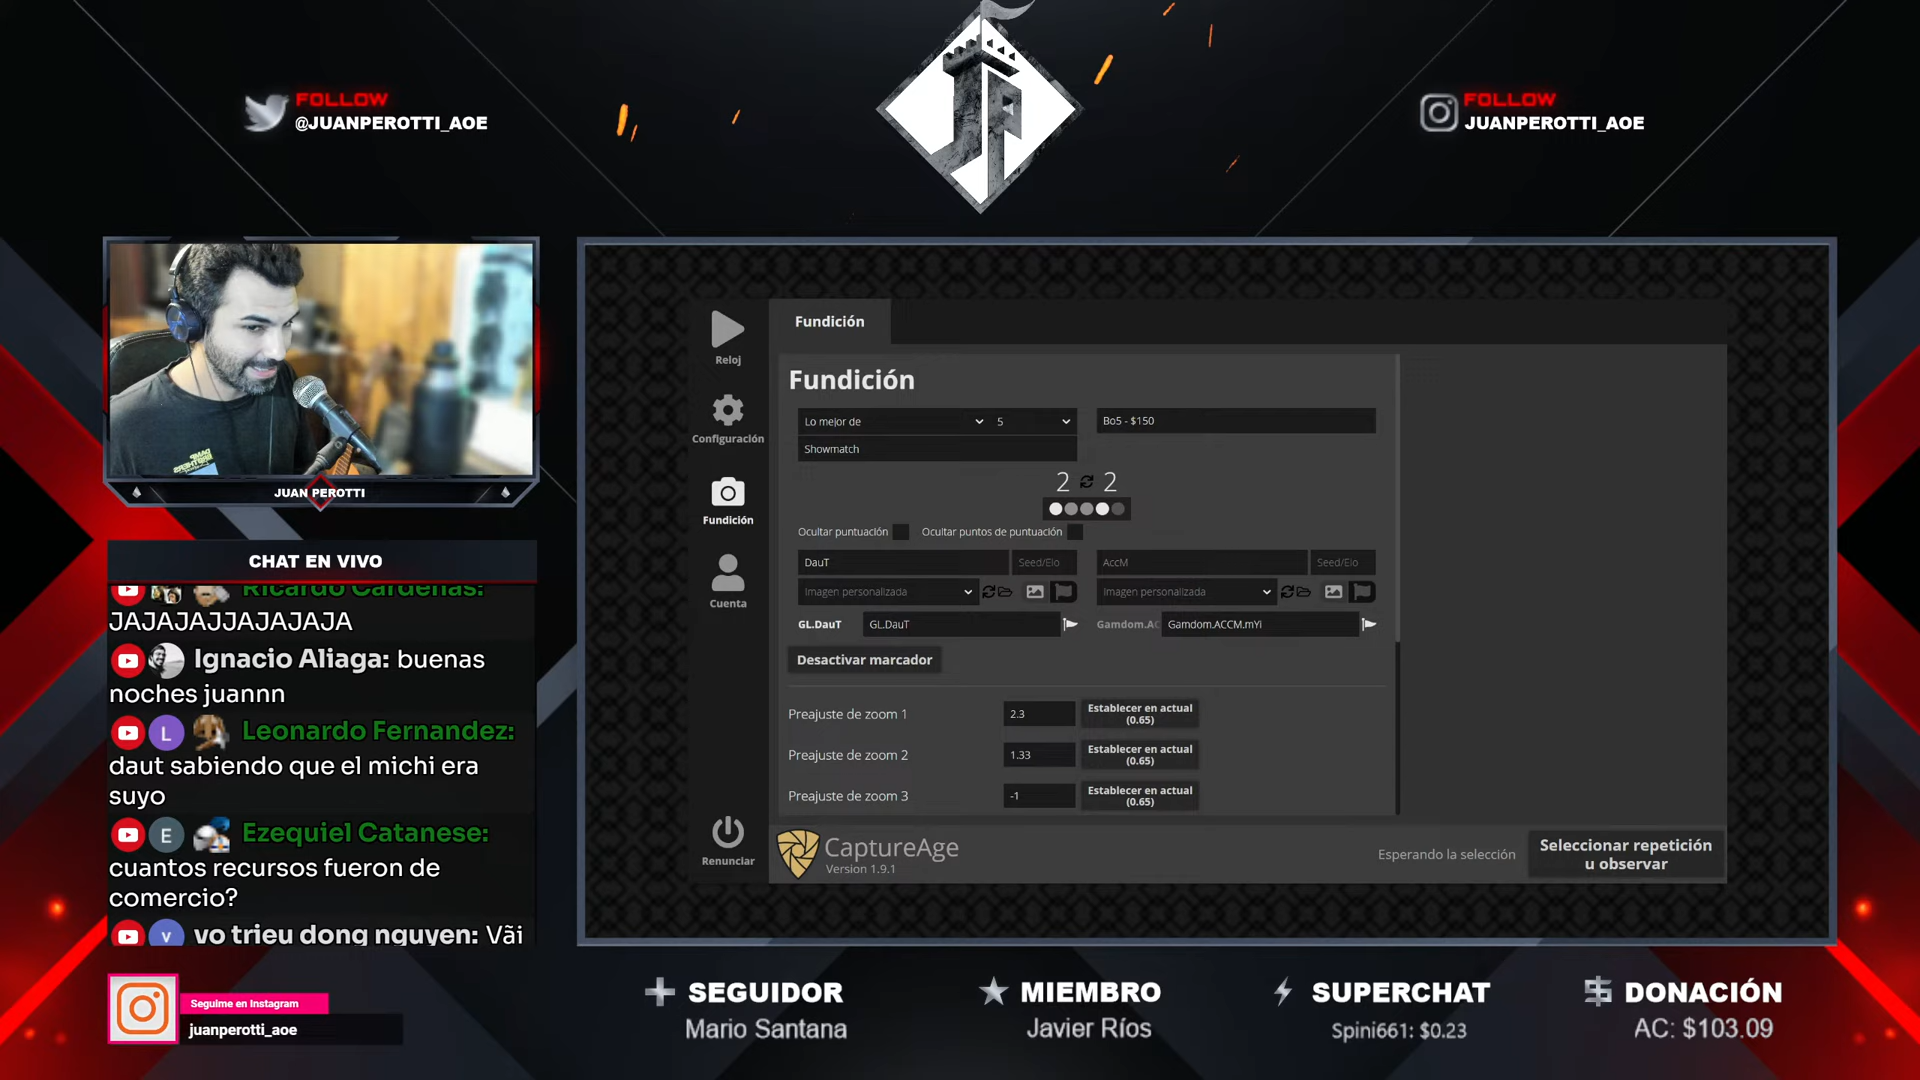 FOLLOW
@JUANPEROTTI_AOE
FOLLOW
JUANPEROTTI_AOE
JUAN PEROTTI
CHAT EN VIVO
Ricardo Cardenas:
JAJAJAJJAJAJAJA
Ignacio Aliaga: buenas
noches juannn
L Leonardo Fernandez:
daut sabiendo que el michi era
suyo
E Ezequiel Catanese:
cuantos recursos fueron de
comercio?
v vo trieu dong nguyen: Vãi
Seguime en Instagram
juanperotti_aoe
Reloj
Configuración
Fundición
Cuenta
Renunciar
Fundición
Fundición
Lo mejor de
5
Bo5 - $150
Showmatch
2 2
Ocultar puntuación
Ocultar puntos de puntuación
DauT
Seed/Elo
AccM
Seed/Elo
Imagen personalizada
Imagen personalizada
GL.DauT
GL.DauT
Gamdom.AC
Gamdom.ACCM.mYi
Desactivar marcador
Preajuste de zoom 1
2.3
Establecer en actual
(0.65)
Preajuste de zoom 2
1.33
Establecer en actual
(0.65)
Preajuste de zoom 3
-1
Establecer en actual
(0.65)
CaptureAge
Version 1.9.1
Esperando la selección
Seleccionar repetición
u observar
SEGUIDOR
Mario Santana
MIEMBRO
Javier Ríos
SUPERCHAT
Spini661: $0.23
DONACIÓN
AC: $103.09